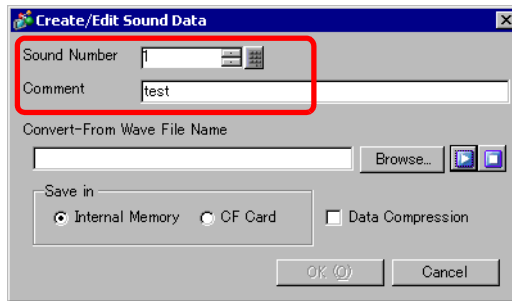 Create/Edit Sound Data
Sound Number 1
Comment test
Convert-From Wave File Name
Browse...
Save in
Internal Memory CF Card Data Compression
OK (O) Cancel